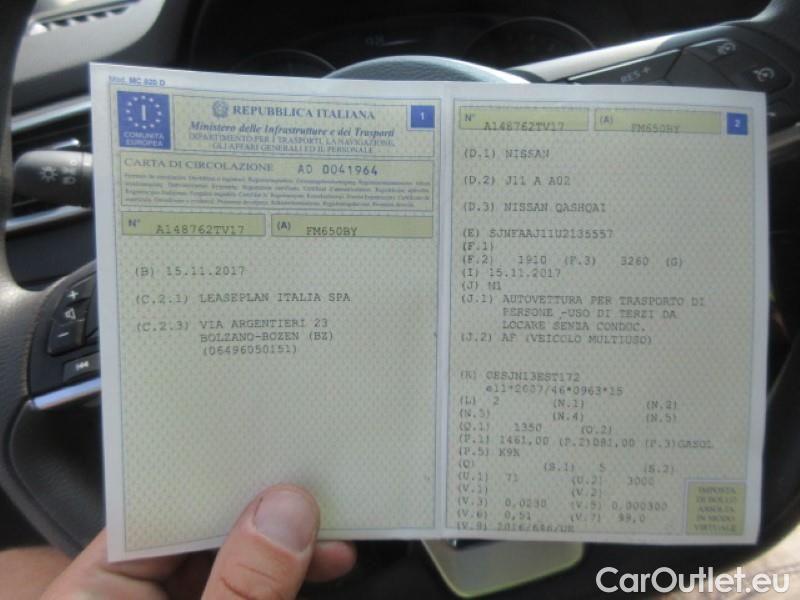 Mod. MC 820 D
I
COMUNITÀ
EUROPEA
REPUBBLICA ITALIANA
Ministero delle Infrastrutture e dei Trasporti
DIPARTIMENTO PER I TRASPORTI, LA NAVIGAZIONE,
GLI AFFARI GENERALI ED IL PERSONALE
1
CARTA DI CIRCOLAZIONE AO 0041964
N° A148762TV17 (A) FM650BY
(B) 15.11.2017
(C.2.1) LEASEPLAN ITALIA SPA
(C.2.3) VIA ARGENTIERI 23
BOLZANO-BOZEN (BZ)
(06496050151)
N° A148762TV17 (A) FM650BY 2
(D.1) NISSAN
(D.2) J11 A A02
(D.3) NISSAN QASHQAI
(E) SJNFAAJ11U2135557
(F.1)
(F.2) 1910 (F.3) 3260 (G)
(I) 15.11.2017
(J) M1
(J.1) AUTOVETTURA PER TRASPORTO DI
PERSONE -USO DI TERZI DA
LOCARE SENZA CONDUC.
(J.2) AF (VEICOLO MULTIUSO)
(K) OESJN13EST172
e11*2007/46*0963*15
(L) 2 (N.1) (N.2)
(N.3) (N.4) (N.5)
(O.1) 1350 (O.2)
(P.1) 1461,00 (P.2) 081,00 (P.3) GASOL
(P.5) K9K
(Q) (S.1) 5 (S.2)
(U.1) 71 (U.2) 3000
(V.1) (V.2)
(V.3) 0,0230 (V.5) 0,000300
(V.6) 0,51 (V.7) 99,0
(V.9) 2016/646/UE
IMPOSTA
DI BOLLO
ASSOLTA
IN MODO
VIRTUALE
RES +
CarOutlet.eu